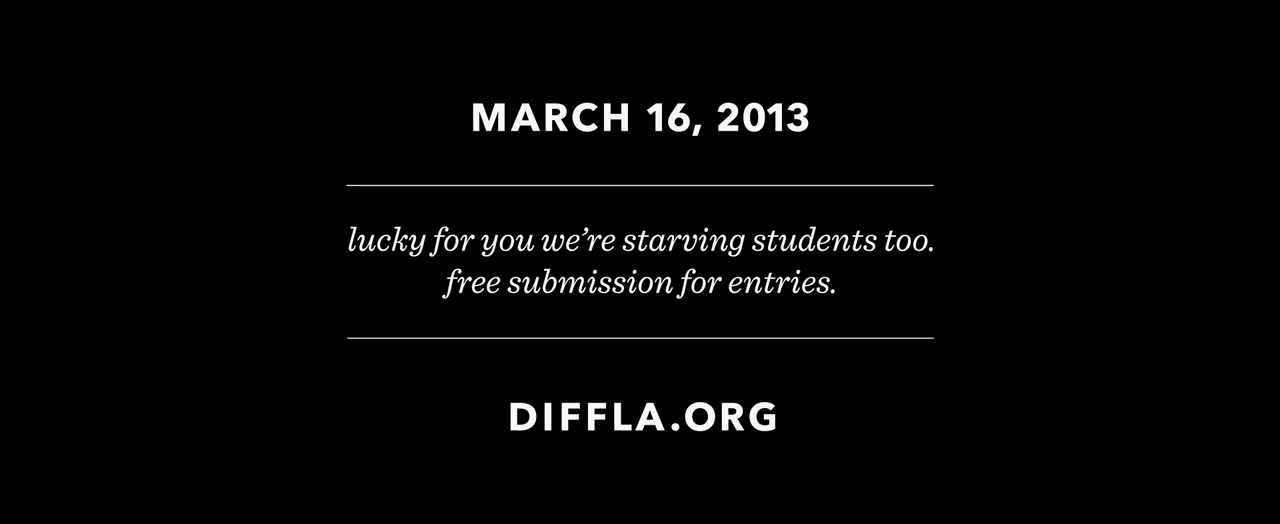 MARCH 16, 2013
lucky for you we're starving students too.
free submission for entries.
DIFFLA.ORG